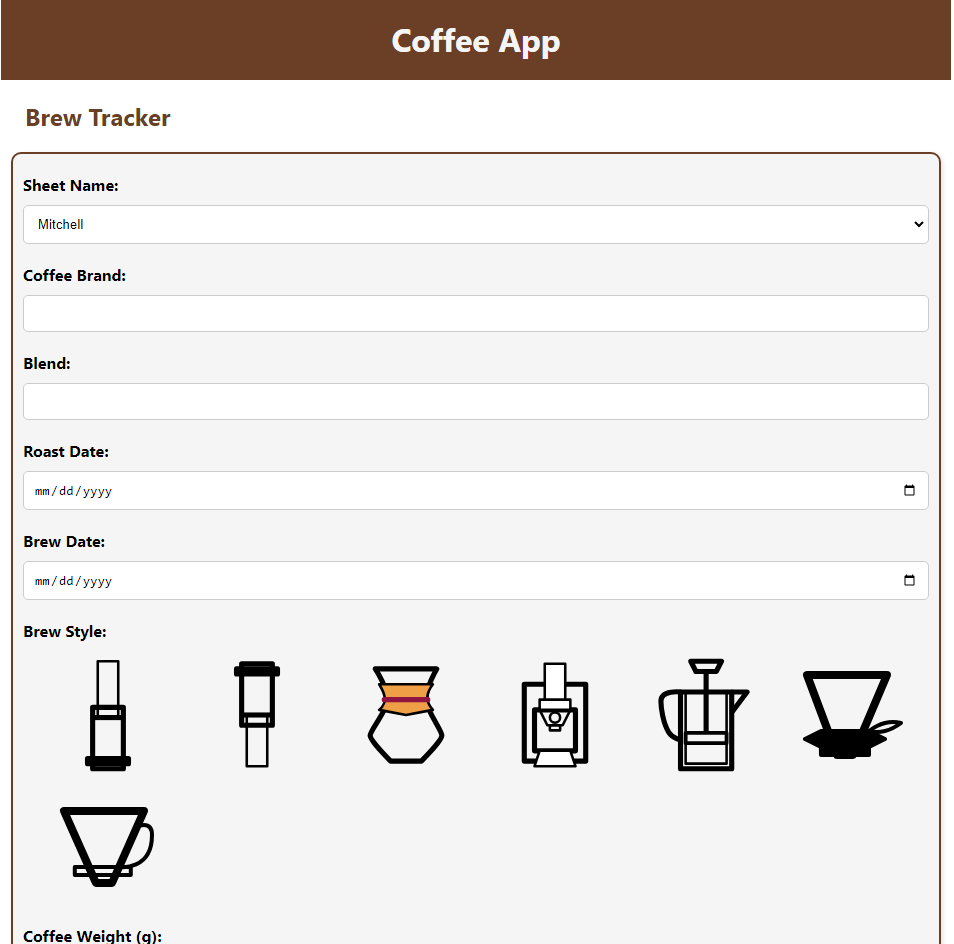 Coffee App
Brew Tracker
Sheet Name:
Mitchell
Coffee Brand:
Blend:
Roast Date:
mm/dd/yyyy
Brew Date:
mm/dd/yyyy
Brew Style:
Coffee Weight (g):